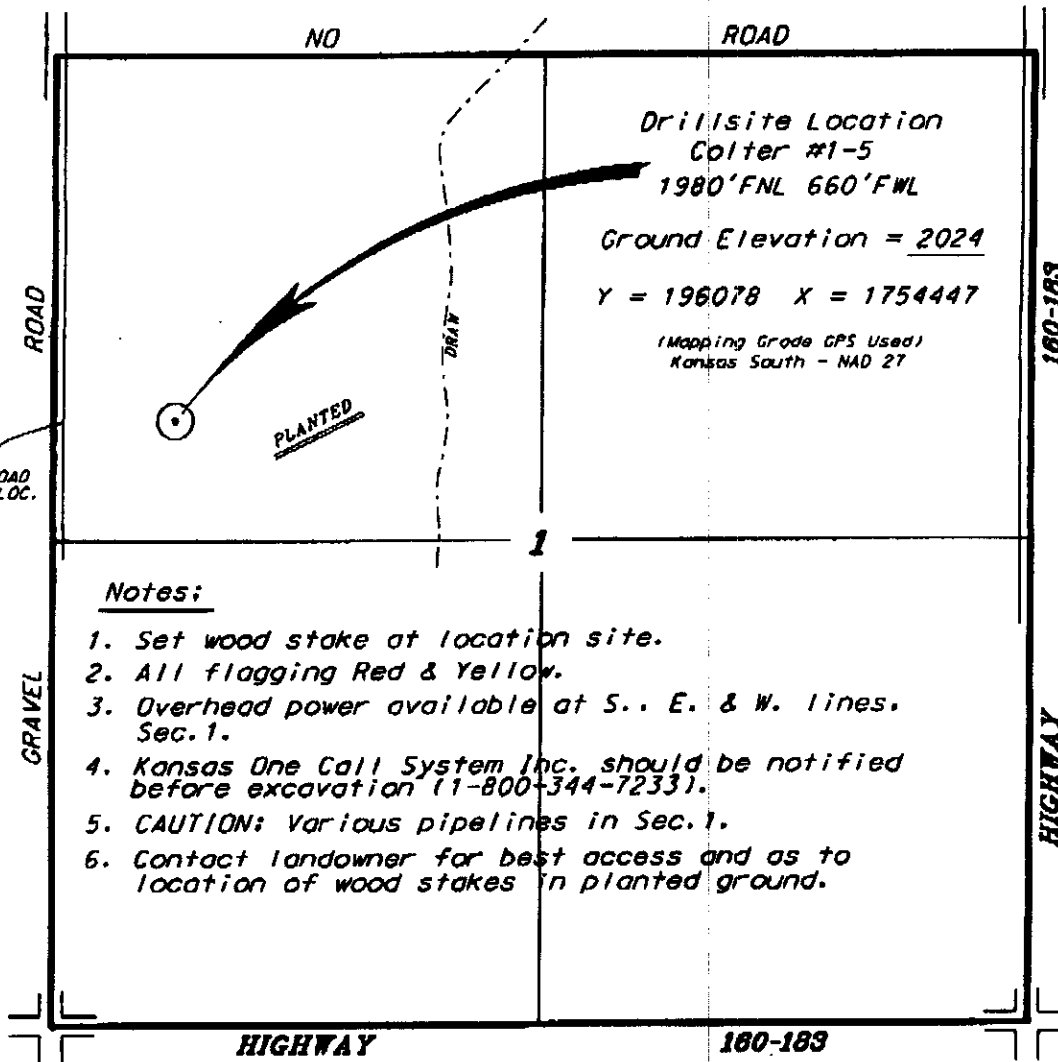 NO ROAD
Drillsite Location
Colter #1-5
1980'FNL 660'FWL
Ground Elevation = 2024
Y = 196078 X = 1754447
(Mapping Grade GPS Used)
Kansas South - NAD 27
ROAD
DRAW
160-183
PLANTED
OAD
LOC.
1
Notes:
1. Set wood stake at location site.
2. All flagging Red & Yellow.
3. Overhead power available at S., E. & W. lines,
Sec.1.
4. Kansas One Call System Inc. should be notified
before excavation (1-800-344-7233).
5. CAUTION: Various pipelines in Sec.1.
6. Contact landowner for best access and as to
location of wood stakes in planted ground.
GRAVEL
HIGHWAY
HIGHWAY 160-183